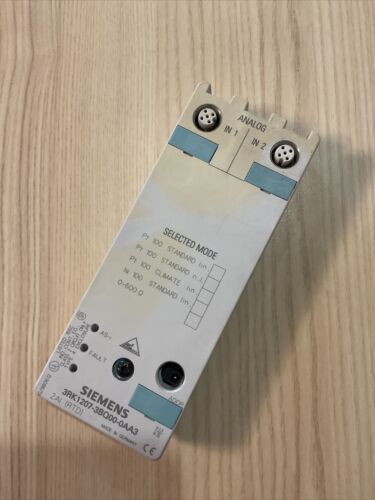 ANALOG
IN 1
IN 2
SELECTED MODE
Pt 100 STANDARD lin.
Pt 100 STANDARD n.l.
Pt 100 CLIMATE lin.
Ni 100 STANDARD lin.
0-600 Ω
AS-i
FAULT
ADDR
SIEMENS
3RK1207-3BQ00-0AA3
2AI (RTD)
MADE IN GERMANY
CE